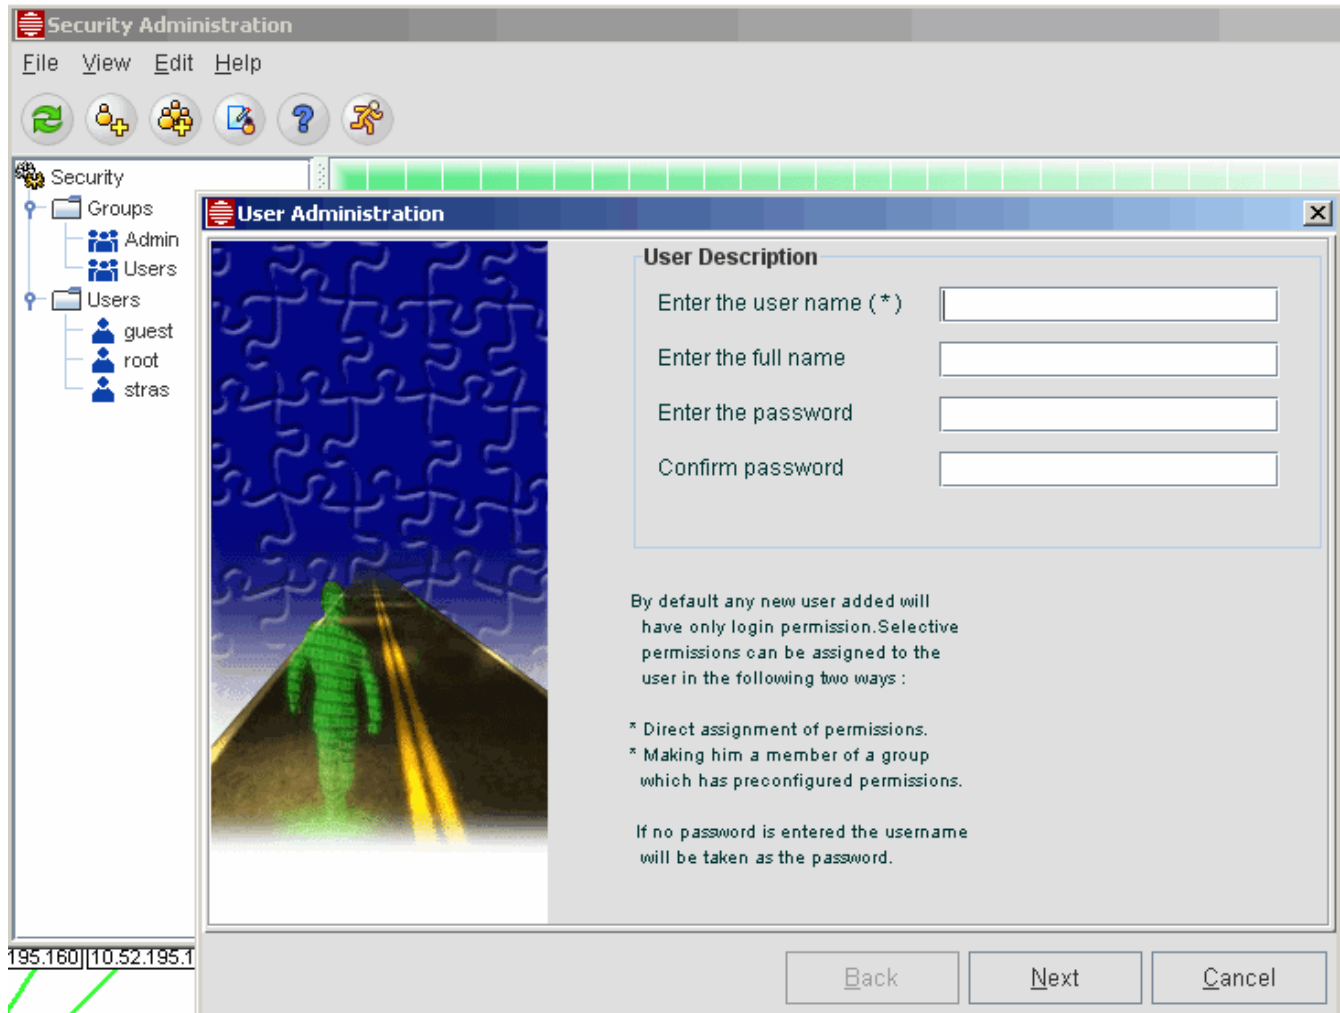 Security Administration
File View Edit Help
Security
Groups
Admin
Users
Users
guest
root
stras
User Administration
User Description
Enter the user name (*)
Enter the full name
Enter the password
Confirm password
By default any new user added will
have only login permission.Selective
permissions can be assigned to the
user in the following two ways :
* Direct assignment of permissions.
* Making him a member of a group
which has preconfigured permissions.
If no password is entered the username
will be taken as the password.
195.160 10.52.195.1
Back Next Cancel